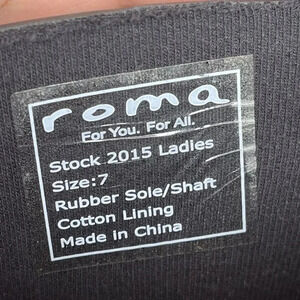 roma
For You. For All.
Stock 2015 Ladies
Size:7
Rubber Sole/Shaft
Cotton Lining
Made in China